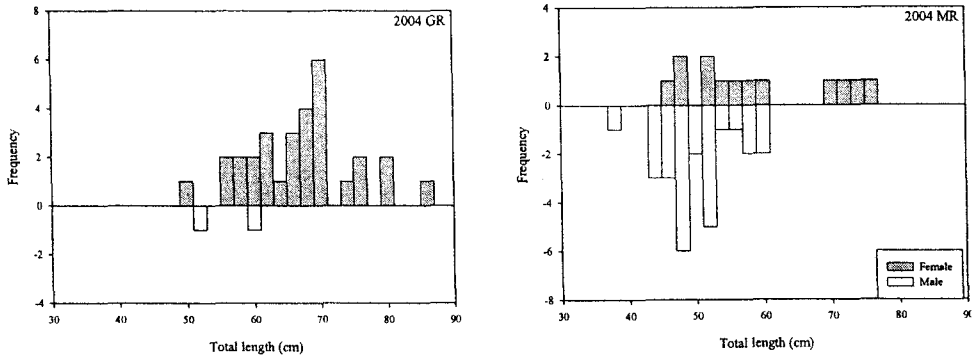 2004 GR
8
6
4
2
0
-2
-4
Frequency
30 40 50 60 70 80 90
Total length (cm)
2004 MR
4
2
0
-2
-4
-6
-8
Frequency
Female
Male
30 40 50 60 70 80 90
Total length (cm)